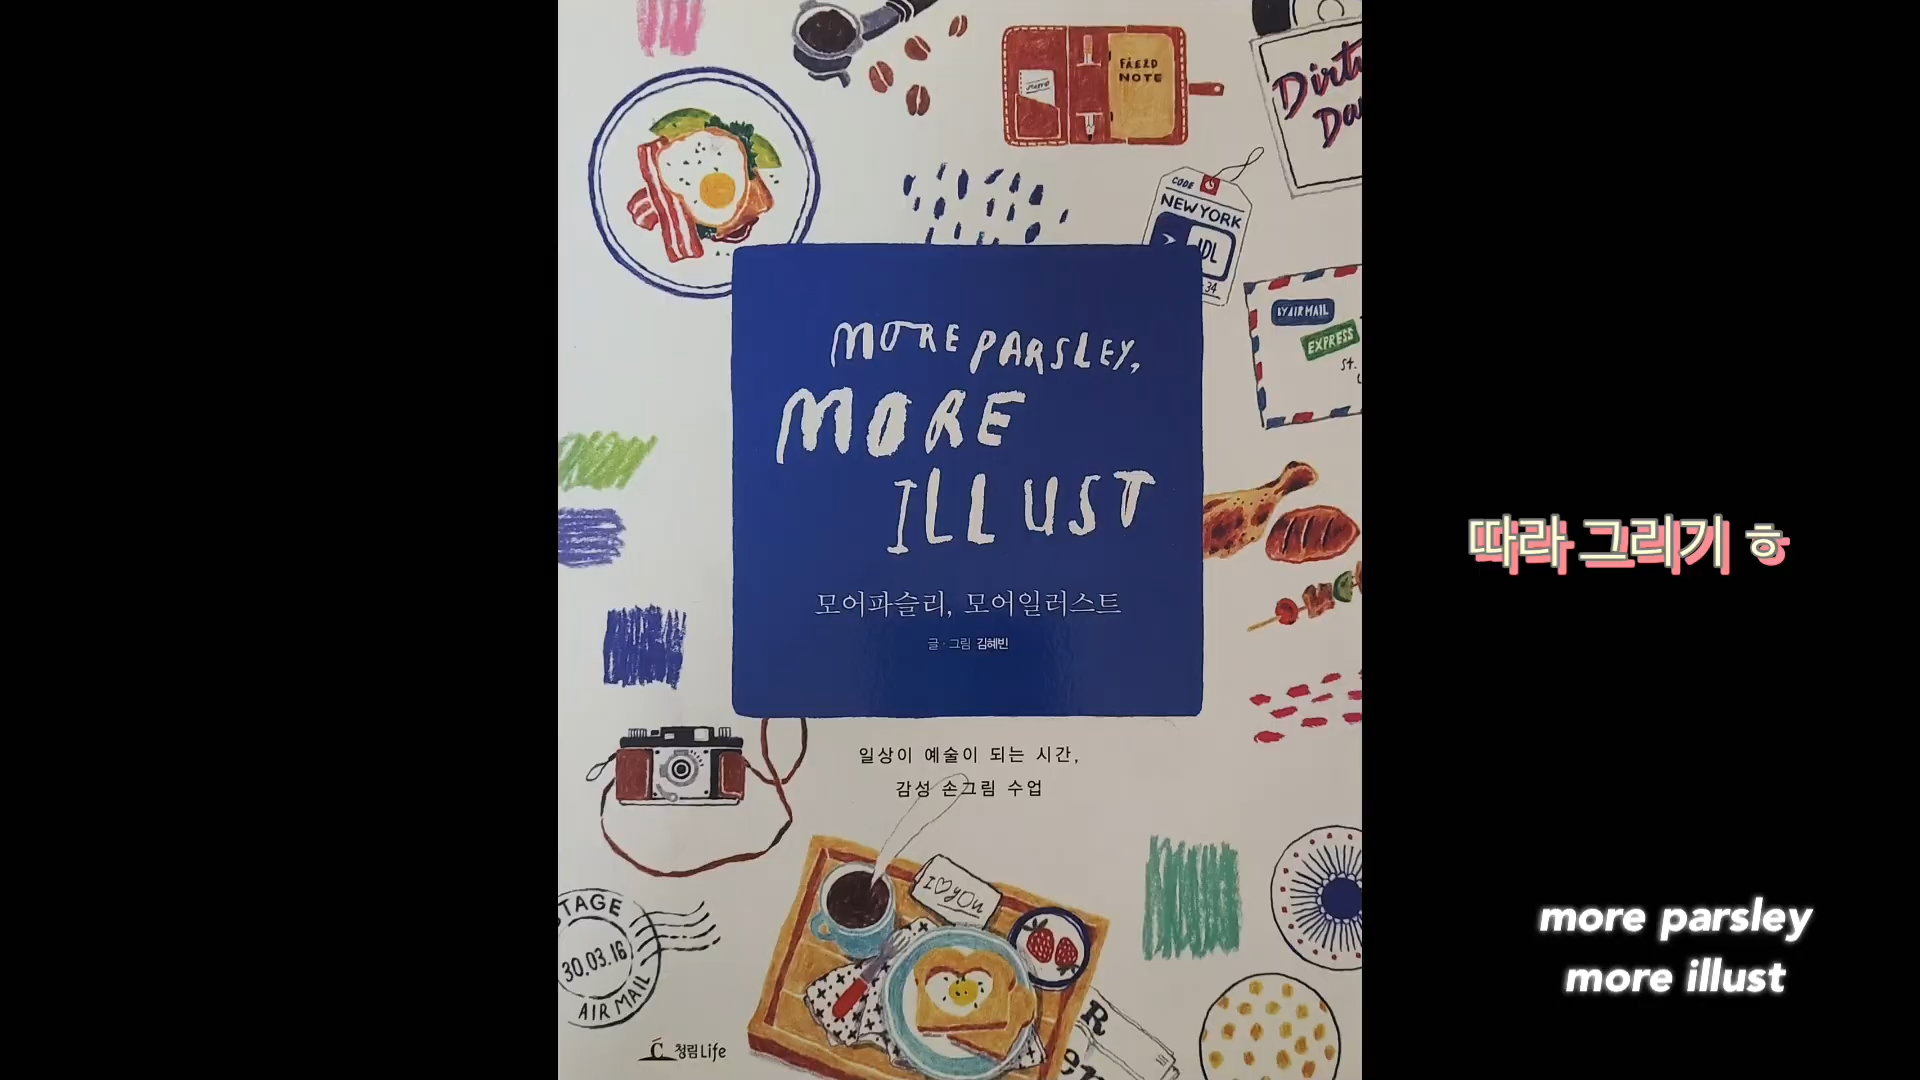 FIELD
NOTE
CODE
NEW YORK
JDL
34
BY AIR MAIL
EXPRESS
St.
MORE PARSLEY,
MORE
ILLUST
모어파슬리, 모어일러스트
글·그림 김혜빈
일상이 예술이 되는 시간,
감성 손그림 수업
I♡you
TAGE
30.03.16
AIR MAIL
R
er
청림Life
따라 그리기 ㅎ
more parsley
more illust